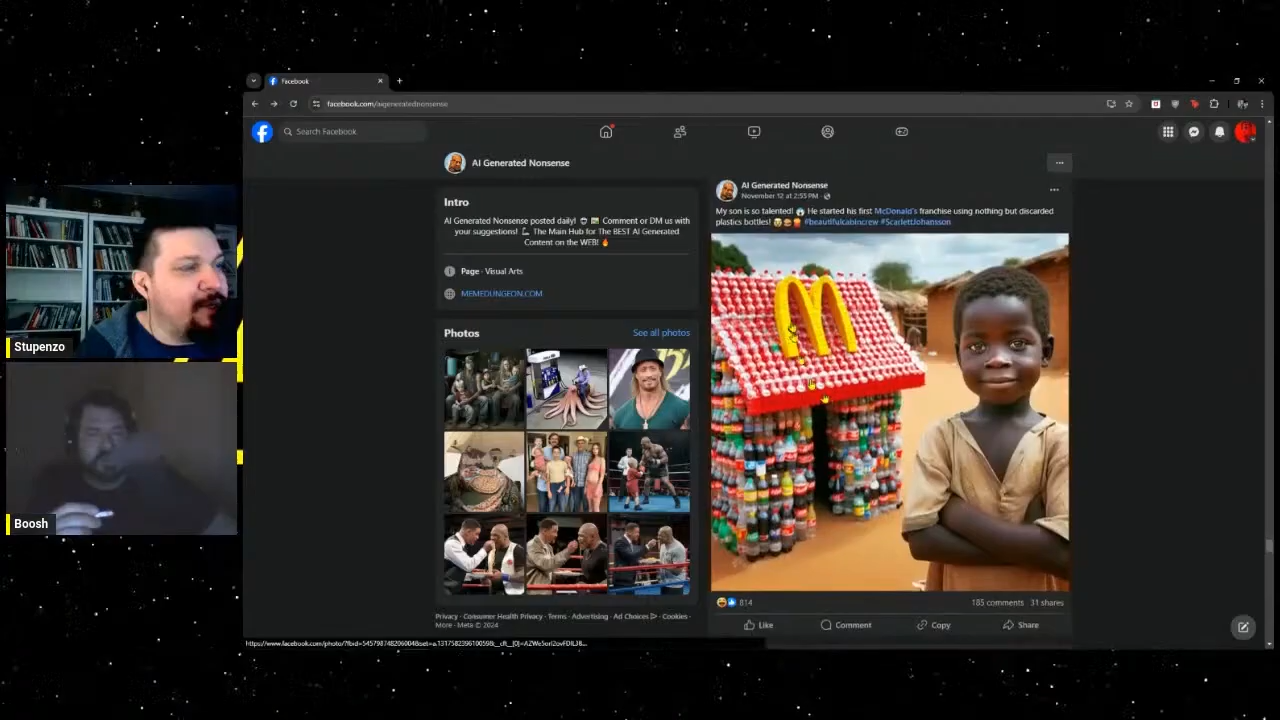 Facebook
facebook.com/aigeneratednonsense
Search Facebook
AI Generated Nonsense
Intro
AI Generated Nonsense posted daily! Comment or DM us with
your suggestions! The Main Hub for The BEST AI Generated
Content on the WEB!
Page · Visual Arts
MEMEDUNGEON.COM
Photos
See all photos
Privacy · Consumer Health Privacy · Terms · Advertising · Ad Choices · Cookies ·
More · Meta © 2024
AI Generated Nonsense
November 12 at 2:55 PM
My son is so talented! He started his first McDonald's franchise using nothing but discarded
plastics bottles! #beautifulcabincrew #ScarlettJohansson
814
185 comments 31 shares
Like Comment Copy Share
Stupenzo
Boosh